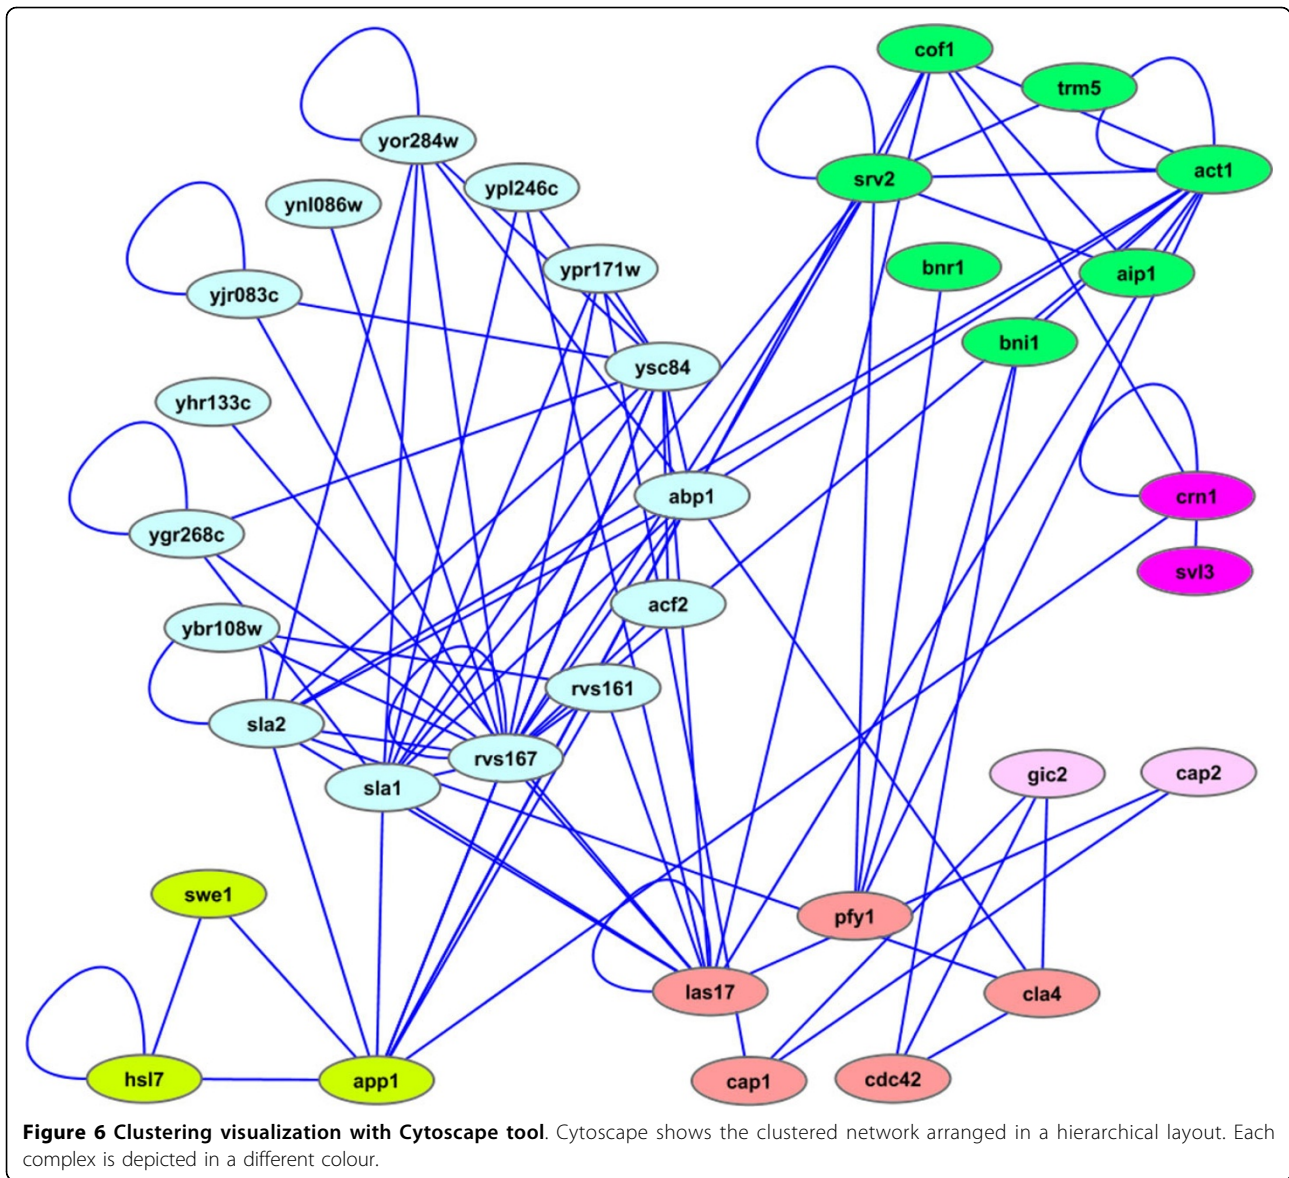 cof1
trm5
yor284w
act1
srv2
ypl246c
ynl086w
ypr171w
bnr1
aip1
yjr083c
bni1
ysc84
yhr133c
abp1
crn1
ygr268c
svl3
acf2
ybr108w
rvs161
sla2
rvs167
gic2
cap2
sla1
swe1
pfy1
las17
cla4
hsl7
app1
cap1
cdc42
Figure 6 Clustering visualization with Cytoscape tool. Cytoscape shows the clustered network arranged in a hierarchical layout. Each
complex is depicted in a different colour.